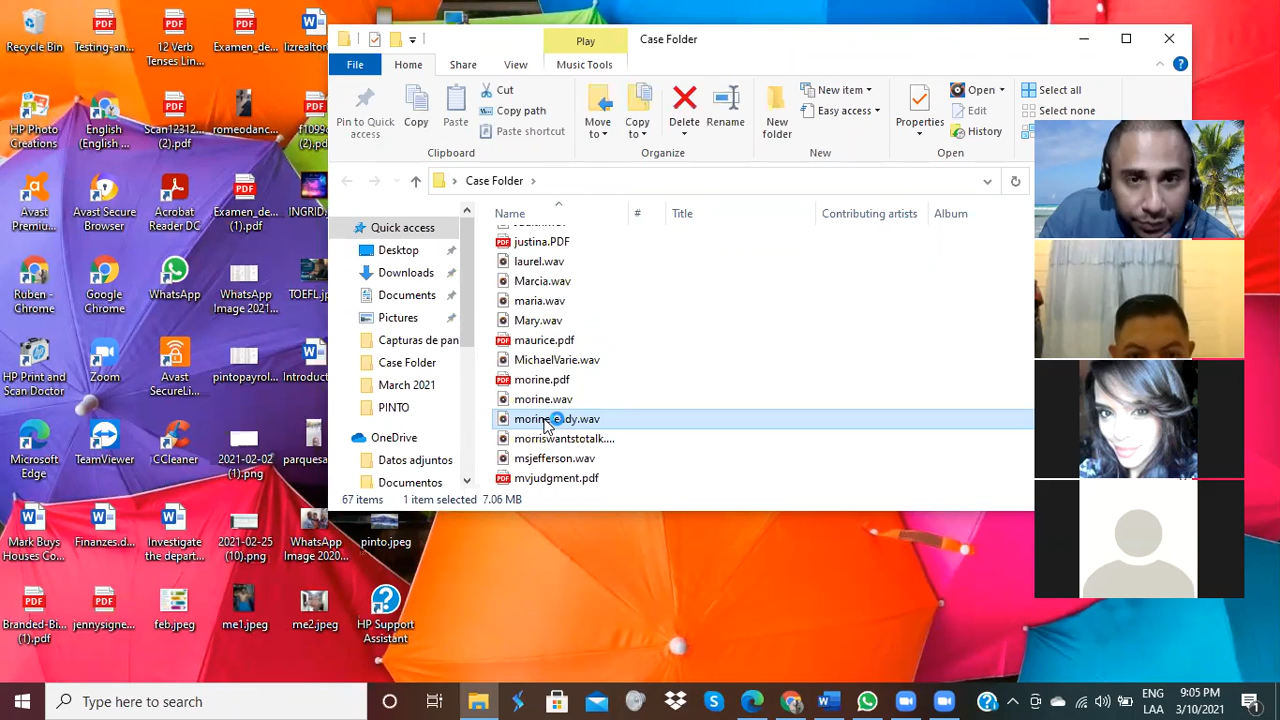 Case Folder
Play
Music Tools
File
Home
Share
View
Pin to Quick
access
Copy
Paste
Cut
Copy path
Paste shortcut
Move
to
Copy
to
Delete
Rename
New
folder
New item
Easy access
Properties
Open
Edit
History
Select all
Select none
Clipboard
Organize
New
Open
Case Folder
Name
#
Title
Contributing artists
Album
Quick access
Desktop
Downloads
Documents
Pictures
Capturas de pan
Case Folder
March 2021
PINTO
OneDrive
Datos adjuntos
Documentos
justina.PDF
laurel.wav
Marcia.wav
maria.wav
Mary.wav
maurice.pdf
MichaelVarie.wav
morine.pdf
morine.wav
morriswantstotalk....
msjefferson.wav
mvjudgment.pdf
67 items
1 item selected
7.06 MB
Recycle Bin
Testing-an...
12 Verb
Tenses Lin...
Examen_de...
lizrealtor
HP Photo
Creations
English
(English ...
Scan12312...
(2).pdf
romeodanc...
f1099
(2).pd
Avast
Premiu...
Avast Secure
Browser
Acrobat
Reader DC
Examen_de...
(1).pdf
INGRID.
Ruben -
Chrome
Google
Chrome
WhatsApp
WhatsApp
Image 2021...
TOEFL.j
HP Print and
Scan Doctor
Zoom
Avast
SecureLi...
pintopayrol...
Introduct
Microsoft
Edge
TeamViewer
CCleaner
2021-02-02
(1).png
parquesa
Mark Buys
Houses Co...
Finanzes.d...
Investigate
the depart...
2021-02-25
(10).png
WhatsApp
Image 2020...
pinto.jpeg
Branded-Bi...
(1).pdf
jennysigne...
feb.jpeg
me1.jpeg
me2.jpeg
HP Support
Assistant
Type here to search
ENG
LAA
9:05 PM
3/10/2021